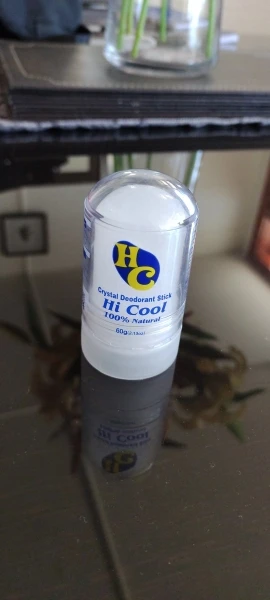 HC
Crystal Deodorant Stick
Hi Cool
100% Natural
60g